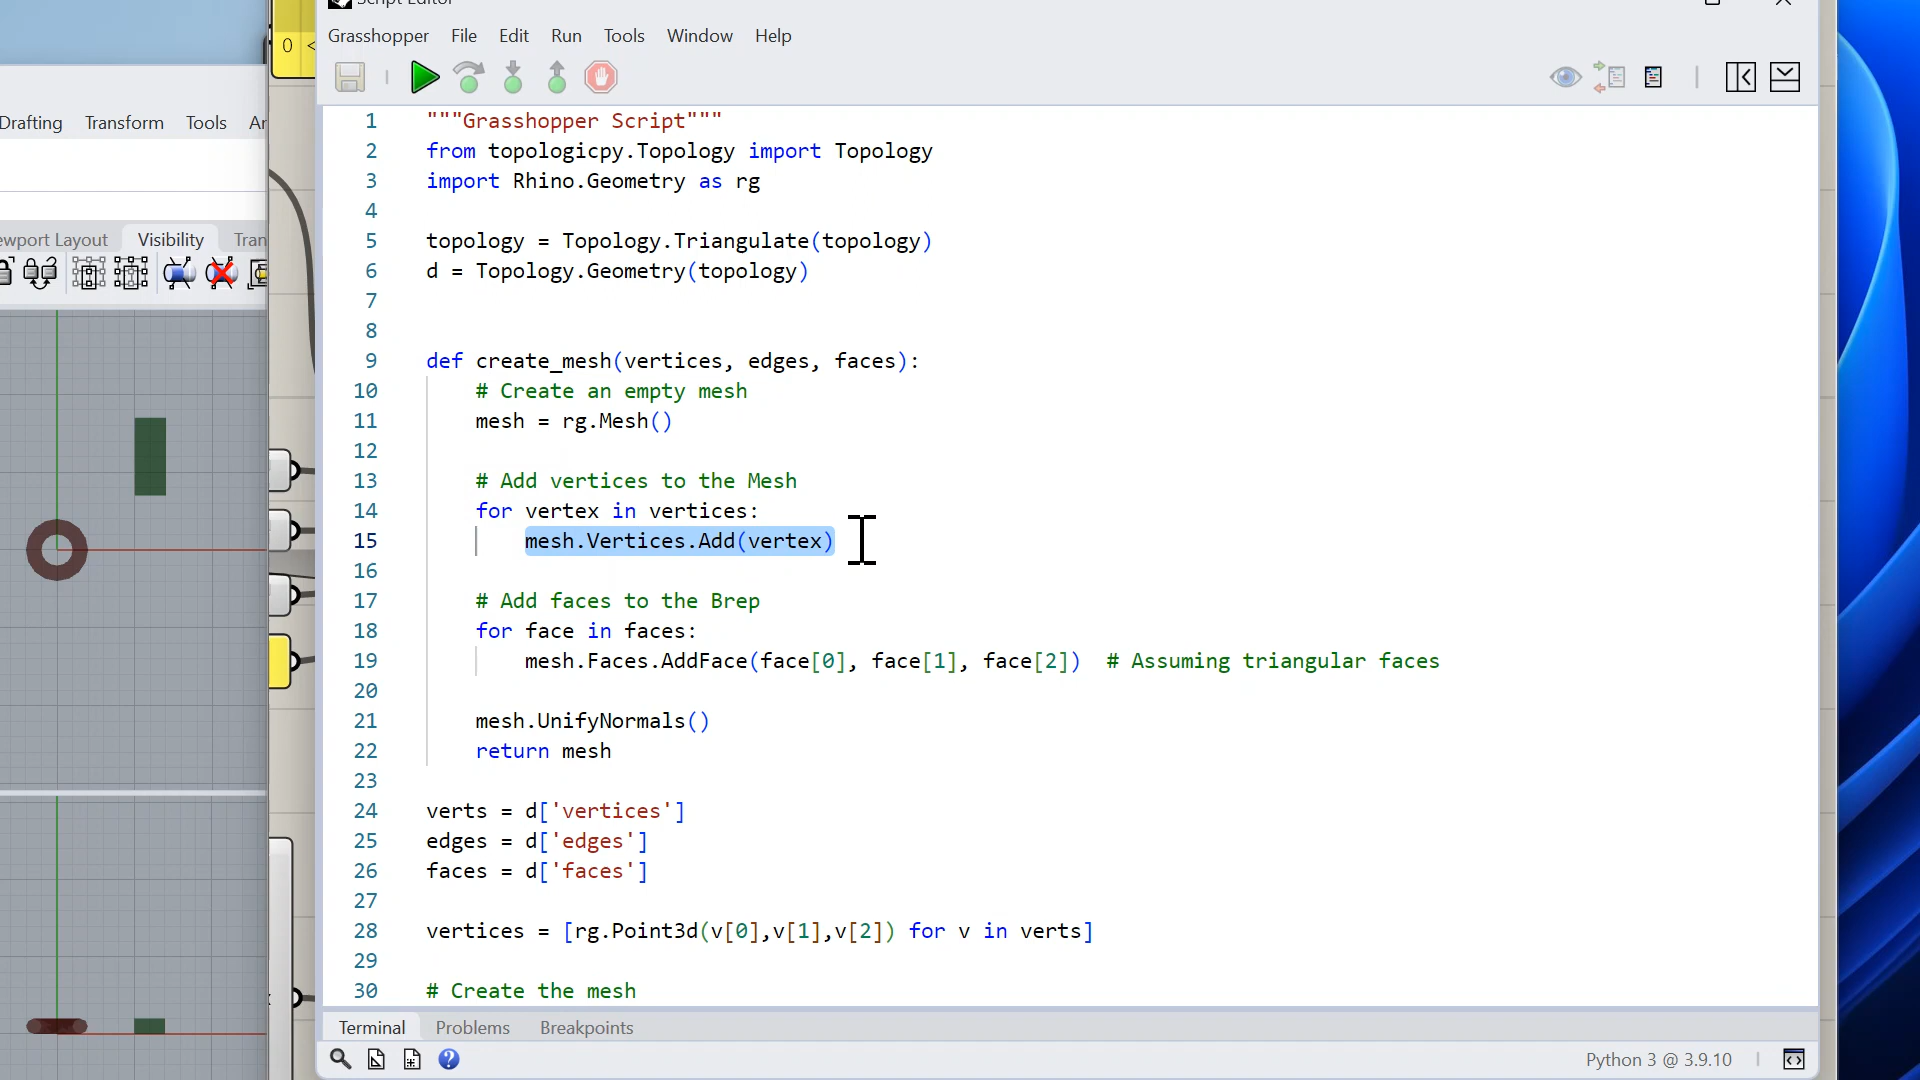 Script Editor
Grasshopper File Edit Run Tools Window Help
0 <
Drafting Transform Tools
Visibility
1 """Grasshopper Script"""
2 from topologicpy.Topology import Topology
3 import Rhino.Geometry as rg
4
5 topology = Topology.Triangulate(topology)
6 d = Topology.Geometry(topology)
7
8
9 def create_mesh(vertices, edges, faces):
10 # Create an empty mesh
11 mesh = rg.Mesh()
12
13 # Add vertices to the Mesh
14 for vertex in vertices:
15 mesh.Vertices.Add(vertex)
16
17 # Add faces to the Brep
18 for face in faces:
19 mesh.Faces.AddFace(face[0], face[1], face[2]) # Assuming triangular faces
20
21 mesh.UnifyNormals()
22 return mesh
23
24 verts = d['vertices']
25 edges = d['edges']
26 faces = d['faces']
27
28 vertices = [rg.Point3d(v[0],v[1],v[2]) for v in verts]
29
30 # Create the mesh
Terminal Problems Breakpoints
Python 3 @ 3.9.10